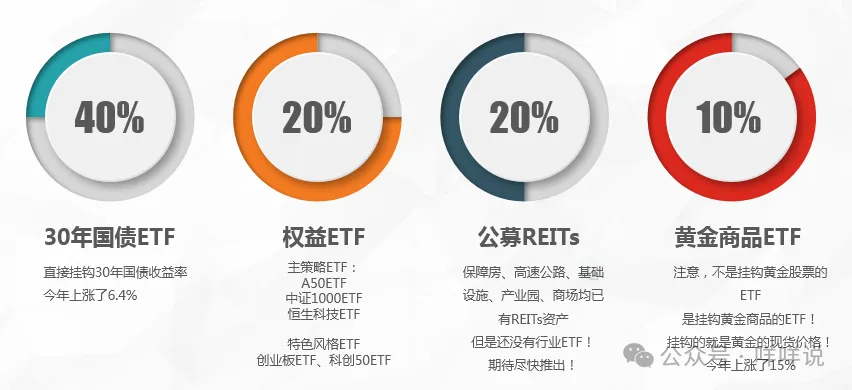 40%
30年国债ETF
直接挂钩30年国债收益率
今年上涨了6.4%
20%
权益ETF
主策略ETF：
A50ETF
中证1000ETF
恒生科技ETF
特色风格ETF
创业板ETF、科创50ETF
20%
公募REITs
保障房、高速公路、基础
设施、产业园、商场均已
有REITs资产
但是还没有行业ETF！
期待尽快推出！
10%
黄金商品ETF
注意，不是挂钩黄金股票的
ETF
是挂钩黄金商品的ETF！
挂钩的就是黄金的现货价格！
今年上涨了15%
公众号·咩咩说